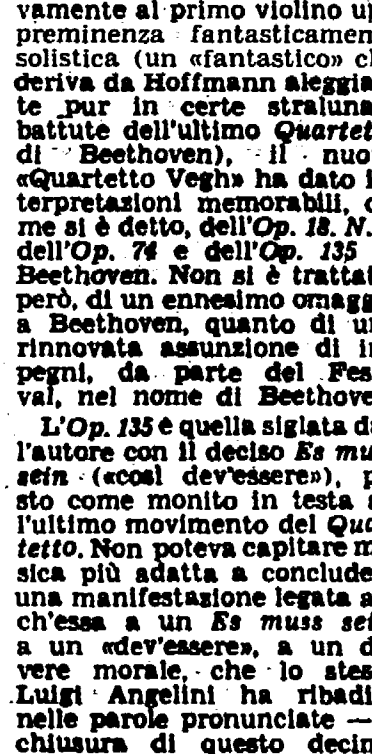 vamente al primo violino u
preminenza fantasticamen
solistica (un «fantastico» c
deriva da Hoffmann aleggia
te pur in certe straluna
battute dell'ultimo Quartet
di Beethoven), il nuo
«Quartetto Vegh» ha dato i
terpretazioni memorabili, c
me si è detto, dell'Op. 18. N.
dell'Op. 74 e dell'Op. 135
Beethoven. Non si è trattat
però, di un ennesimo omagg
a Beethoven, quanto di u
rinnovata assunzione di i
pegni, da parte del Fes
val, nel nome di Beethove
L'Op. 135 è quella siglata d
l'autore con il deciso Es mu
sein («così dev'essere»), p
sto come monito in testa a
l'ultimo movimento del Qua
tetto. Non poteva capitare m
sica più adatta a conclude
una manifestazione legata a
ch'essa a un Es muss sei
a un «dev'essere», a un d
vere morale, che lo stes
Luigi Angelini ha ribadi
nelle parole pronunciate —
chiusura di questo decim